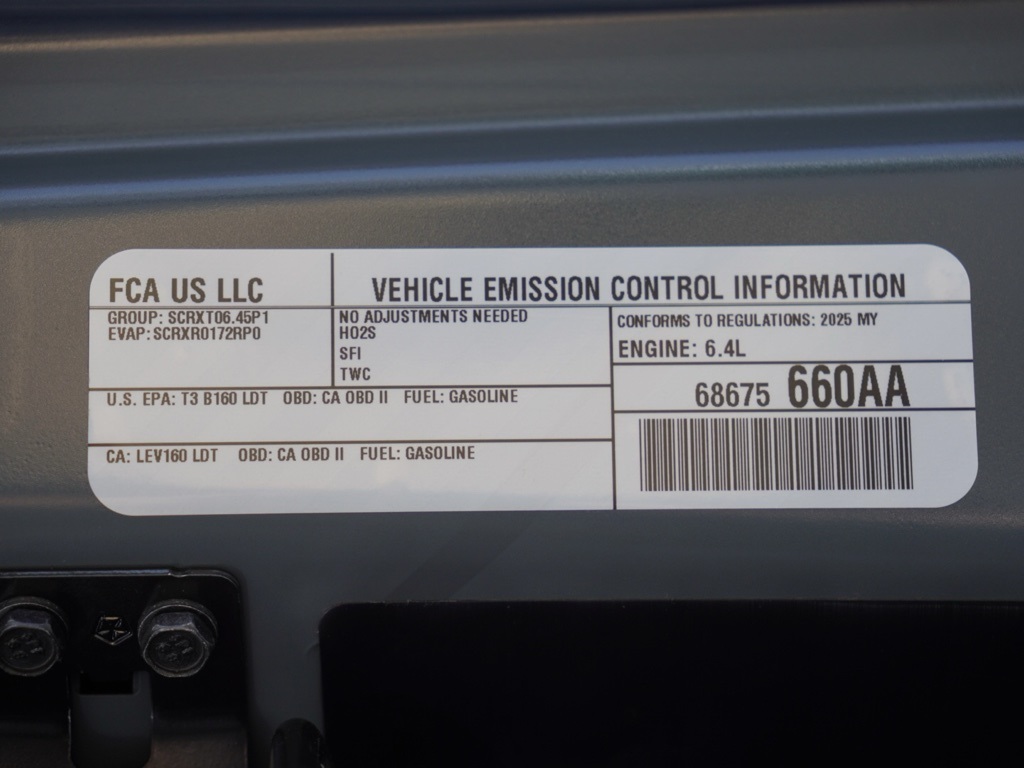 FCA US LLC
VEHICLE EMISSION CONTROL INFORMATION
GROUP: SCRXT06.45P1
EVAP: SCRXR0172RP0
NO ADJUSTMENTS NEEDED
HO2S
SFI
TWC
CONFORMS TO REGULATIONS: 2025 MY
ENGINE: 6.4L
68675 660AA
U.S. EPA: T3 B160 LDT OBD: CA OBD II FUEL: GASOLINE
CA: LEV160 LDT OBD: CA OBD II FUEL: GASOLINE